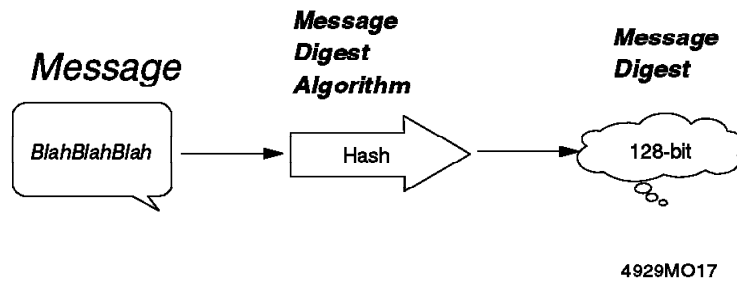 Message
BlahBlahBlah
Message
Digest
Algorithm
Hash
Message
Digest
128-bit
4929MO17